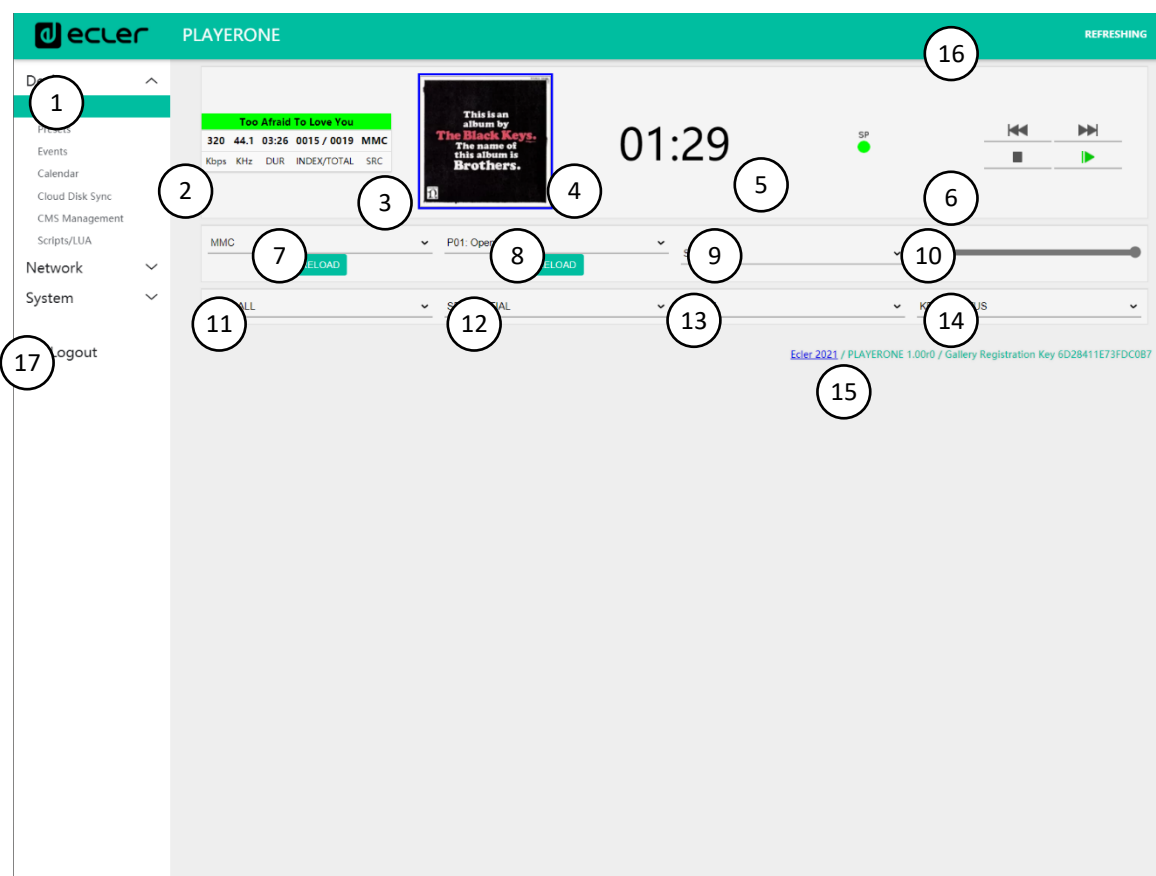 ecler
PLAYERONE
REFRESHING
16
1
Presets
Events
Calendar
Cloud Disk Sync
CMS Management
Scripts/LUA
Network
System
Logout
17
Too Afraid To Love You
320 44.1 03:26 0015 / 0019 MMC
Kbps KHz DUR INDEX/TOTAL SRC
2
3
This is an
album by
The Black Keys.
The name of
this album is
Brothers.
4
01:29
5
SP
6
MMC
7
P01: Oper
8
9
10
11
ALL
12
13
14
Ecler 2021 / PLAYERONE 1.00r0 / Gallery Registration Key 6D28411E73FDC0B7
15